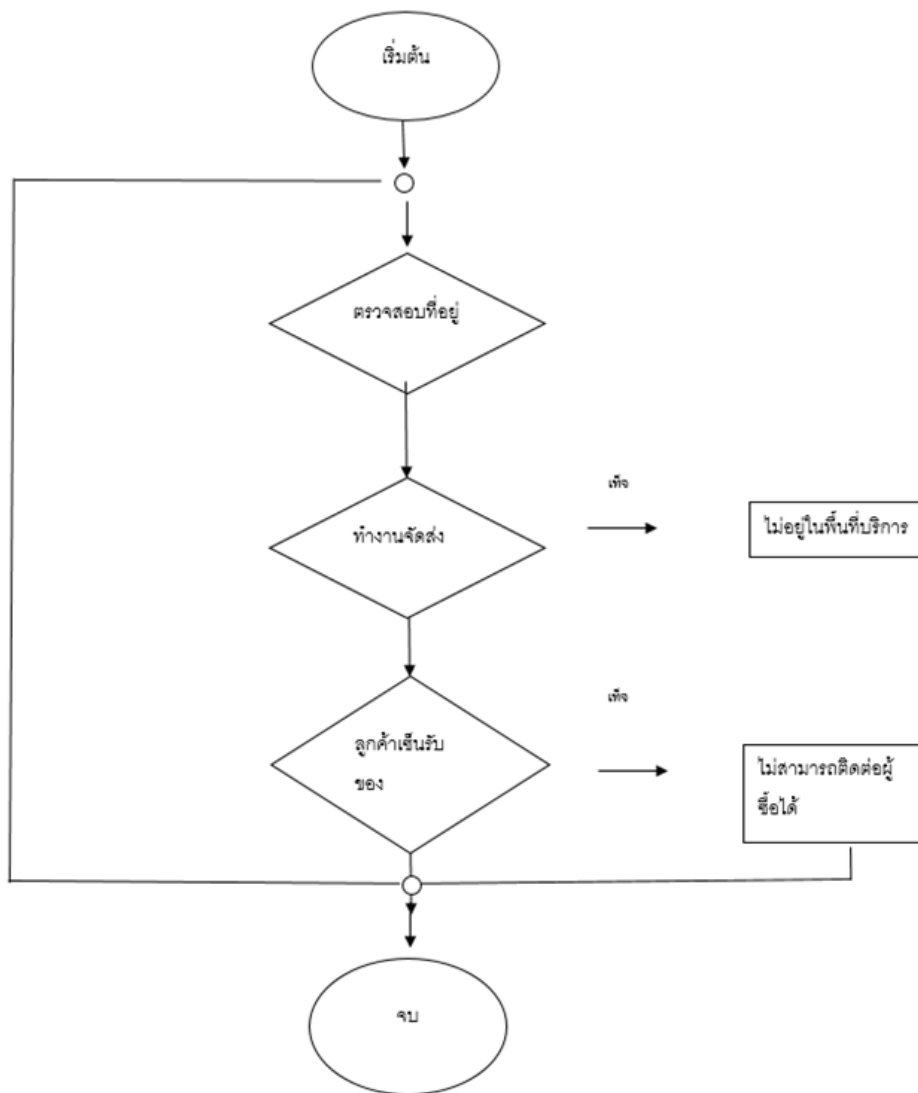 เริ่มต้น
ตรวจสอบที่อยู่
ทำงานจัดส่ง
เท็จ
ไม่อยู่ในพื้นที่บริการ
ลูกค้าเซ็นรับ
ของ
เท็จ
ไม่สามารถติดต่อผู้
ซื้อได้
จบ